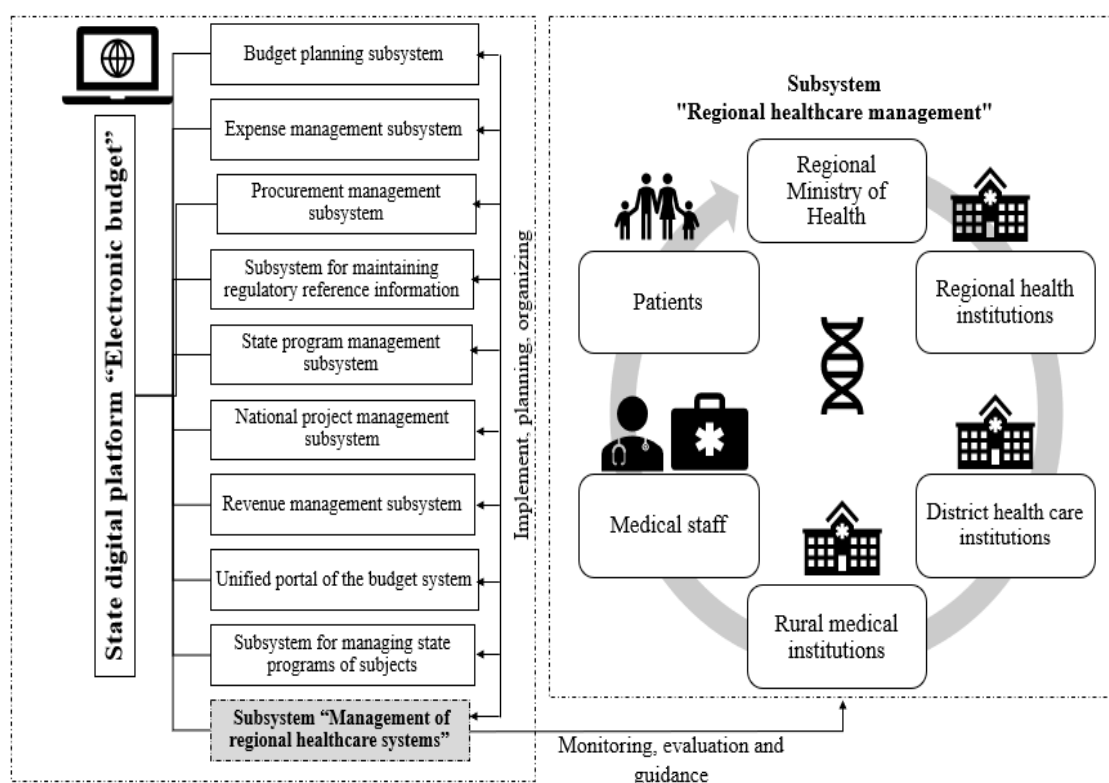 State digital platform “Electronic budget”
Budget planning subsystem
Expense management subsystem
Procurement management
subsystem
Subsystem for maintaining
regulatory reference information
State program management
subsystem
National project management
subsystem
Revenue management subsystem
Unified portal of the budget system
Subsystem for managing state
programs of subjects
Subsystem “Management of
regional healthcare systems”
Implement, planning, organizing
Subsystem
"Regional healthcare management"
Regional
Ministry of
Health
Regional health
institutions
District health care
institutions
Rural medical
institutions
Medical staff
Patients
Monitoring, evaluation and
guidance